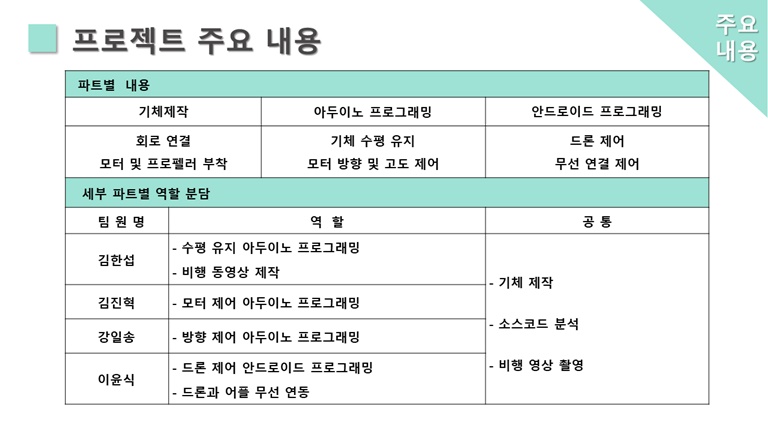 주요
내용
프로젝트 주요 내용
파트별 내용
기체제작 아두이노 프로그래밍 안드로이드 프로그래밍
회로 연결 기체 수평 유지 드론 제어
모터 및 프로펠러 부착 모터 방향 및 고도 제어 무선 연결 제어
세부 파트별 역할 분담
팀 원 명 역 할 공 통
김한섭
- 수평 유지 아두이노 프로그래밍
- 비행 동영상 제작
김진혁 - 모터 제어 아두이노 프로그래밍
강일송 - 방향 제어 아두이노 프로그래밍
이윤식
- 드론 제어 안드로이드 프로그래밍
- 드론과 어플 무선 연동
- 기체 제작
- 소스코드 분석
- 비행 영상 촬영